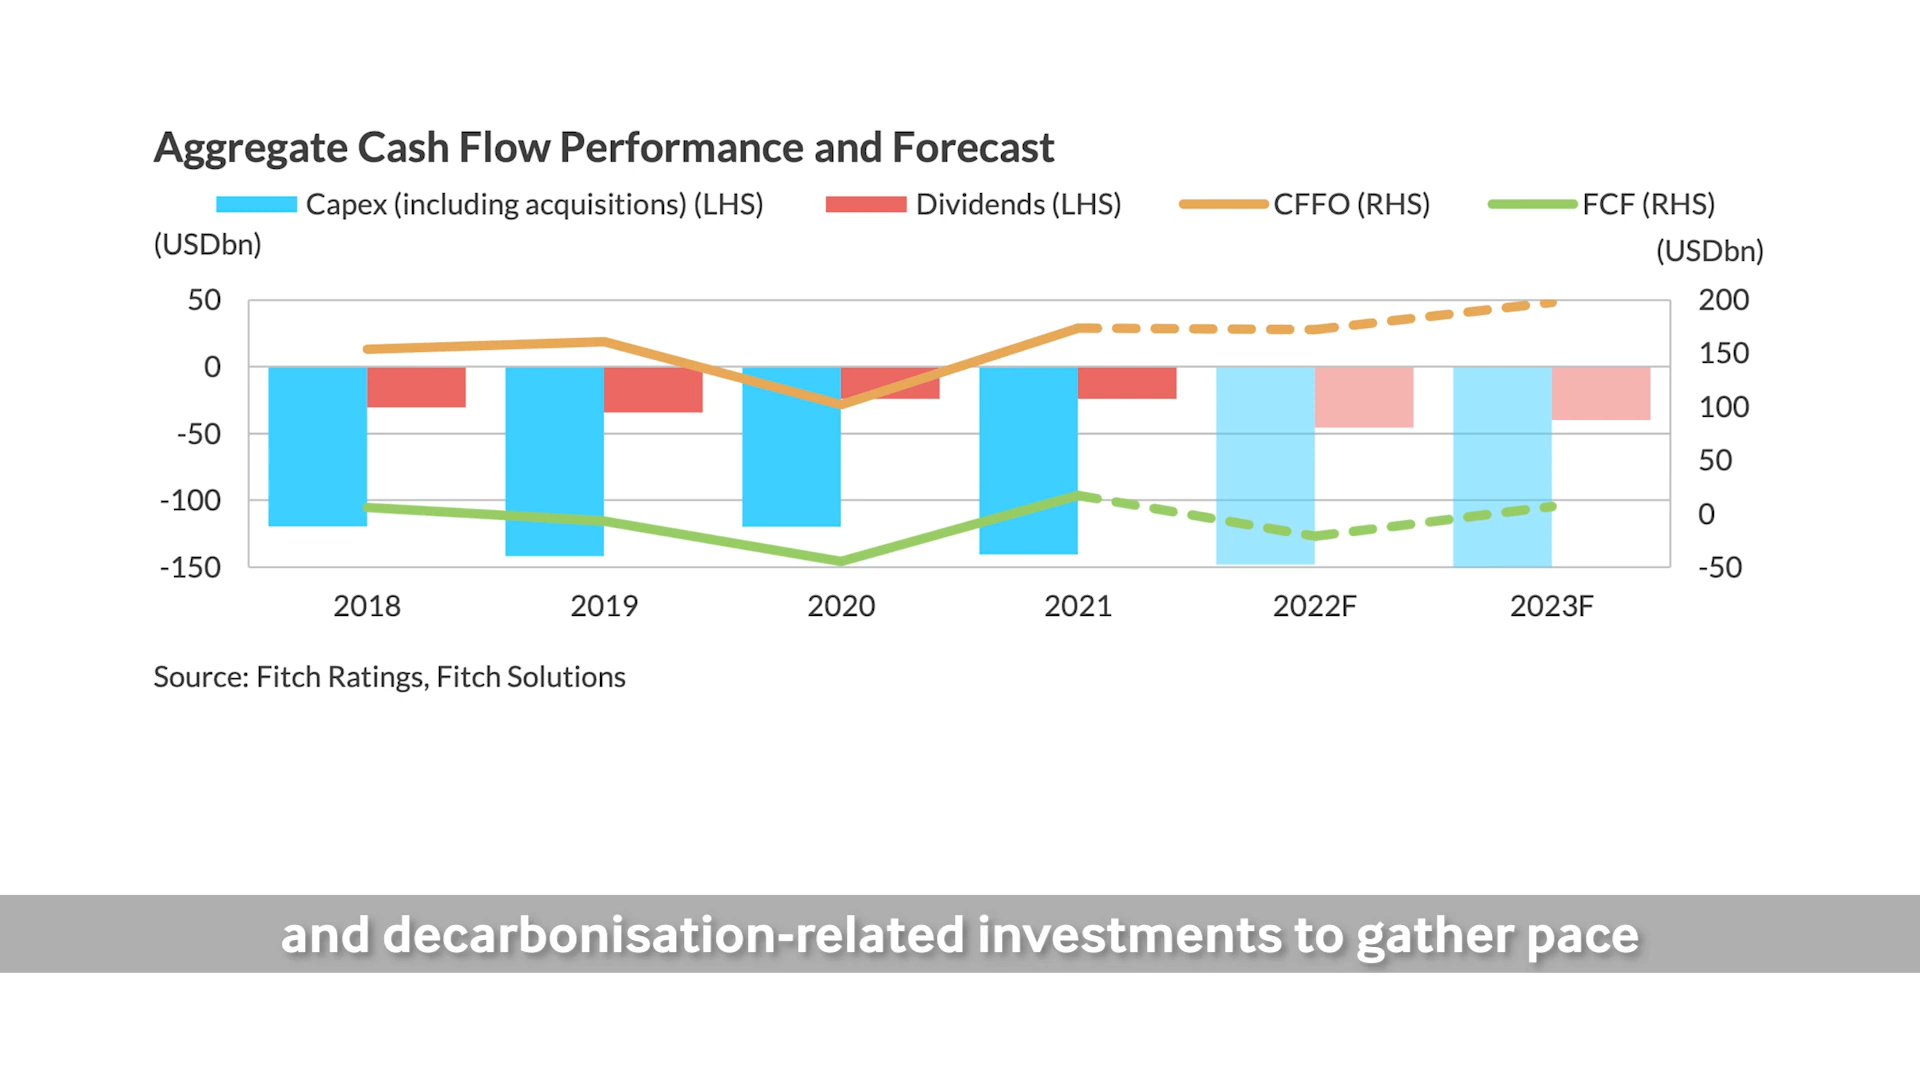 Aggregate Cash Flow Performance and Forecast
Capex (including acquisitions) (LHS) Dividends (LHS) CFFO (RHS) FCF (RHS)
(USDbn) (USDbn)
50 200
0 150
-50 100
-100 50
-150 0
-50
2018 2019 2020 2021 2022F 2023F
Source: Fitch Ratings, Fitch Solutions
and decarbonisation-related investments to gather pace